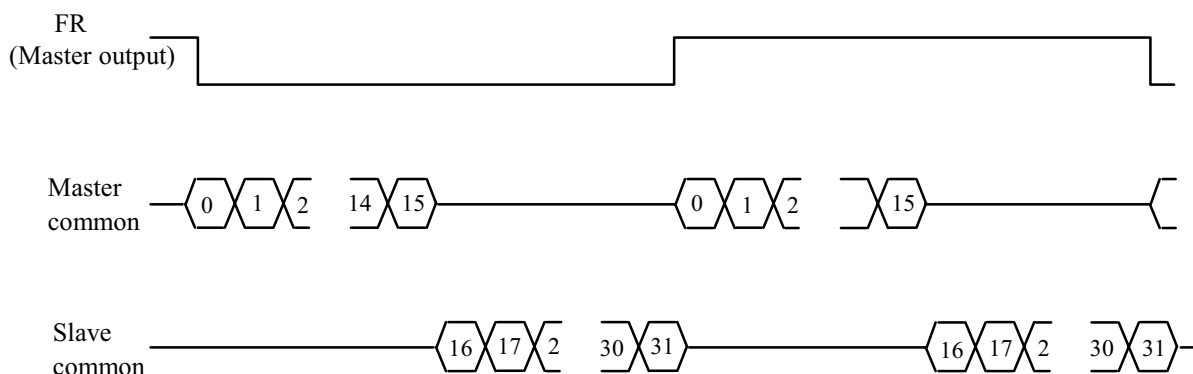 FR
(Master output)
Master
common
0 1 2 14 15 0 1 2 15
Slave
common
16 17 2 30 31 16 17 2 30 31